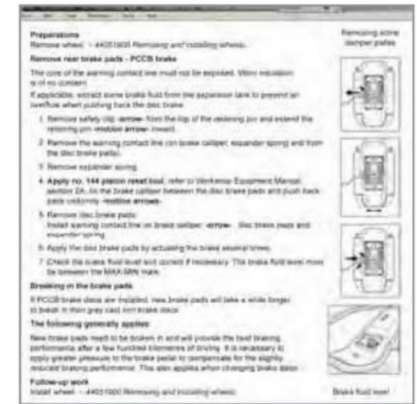 Preparations
Remove wheel → 44051900 Removing and installing wheels.
Remove rear brake pads - PCCB brake
The core of the warning contact line must not be exposed. Worn insulation
is of no concern.
If applicable, extract some brake fluid from the expansion tank to prevent an
overflow when pushing back the disc brake.
1 Remove safety clip -arrow- from the top of the retaining pin and extend the
retaining pin -motion arrow- inward.
2 Remove the warning contact line (on brake caliper, expander spring and from
the disc brake pads).
3 Remove expander spring.
4 Apply no. 144 piston reset tool, refer to Workshop Equipment Manual,
section 2A, to the brake caliper between the disc brake pads and push back
pads uniformly -motion arrows-.
5 Remove disc brake pads.
Install warning contact line on brake caliper -arrow- disc brake pads and
expander spring.
6 Apply the disc brake pads by actuating the brake several times.
7 Check the brake fluid level and correct if necessary. The brake fluid level must
be between the MAX-MIN mark.
Breaking in the brake pads
If PCCB brake discs are installed, new brake pads will take a while longer
to break in than grey cast iron brake discs.
The following generally applies
New brake pads need to be broken in and will provide the best braking
performance after a few hundred kilometres of driving. It is necessary to
apply greater pressure to the brake pedal to compensate for the slightly
reduced braking performance. This also applies when changing brake discs.
Follow-up work
Install wheel → 44051900 Removing and installing wheels.
Removing some
damper plates
Brake fluid level